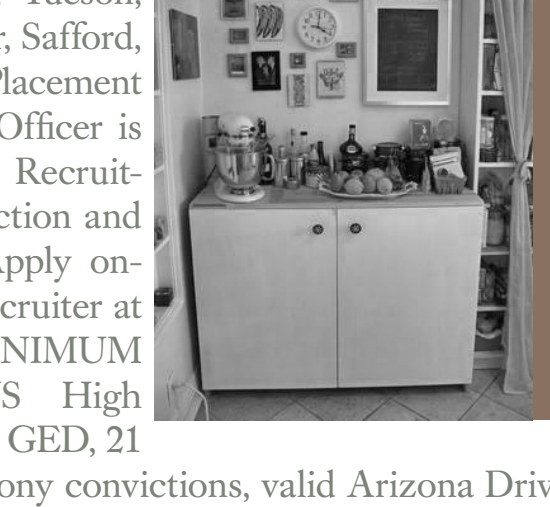 Tucson,
Safford,
Placement
Officer is
Recruit-
ction and
Apply on-
cruiter at
NIMUM
S High
GED, 21
ony convictions, valid Arizona Driv